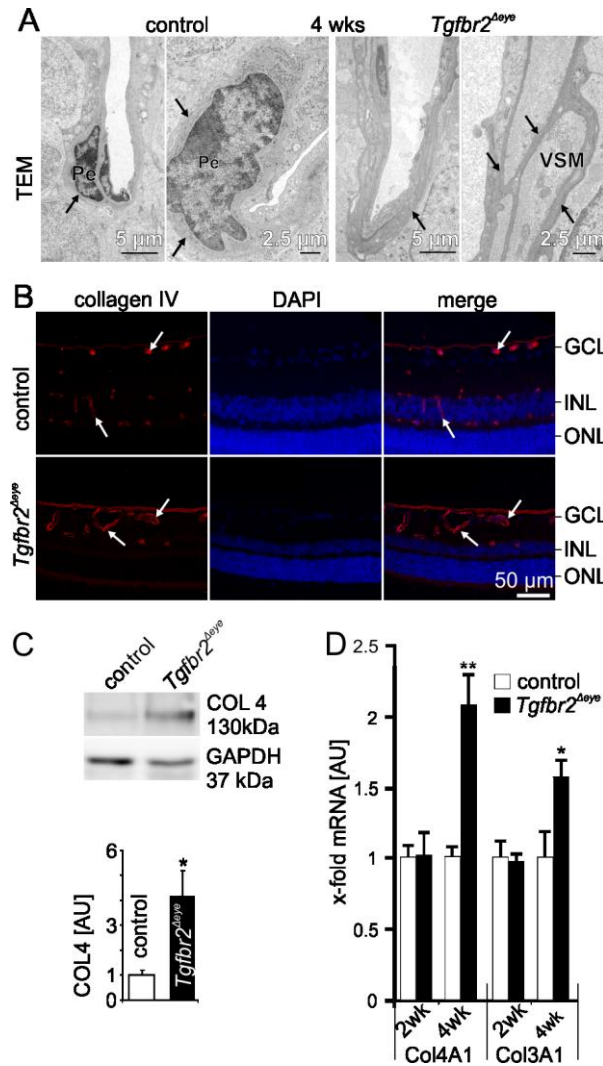 A
control 4 wks Tgfbr2Δeye
TEM
Pe
5 µm
Pe
2.5 µm
5 µm
VSM
2.5 µm
B
collagen IV DAPI merge
control
GCL
INL
ONL
Tgfbr2Δeye
GCL
INL
ONL
50 µm
C
control
Tgfbr2Δeye
COL 4
130kDa
GAPDH
37 kDa
COL4 [AU]
6
4
1
0
control
Tgfbr2Δeye
*
D
x-fold mRNA [AU]
2.5
2
1.5
1
0.5
0
**
*
control
Tgfbr2Δeye
2wk 4wk 2wk 4wk
Col4A1 Col3A1